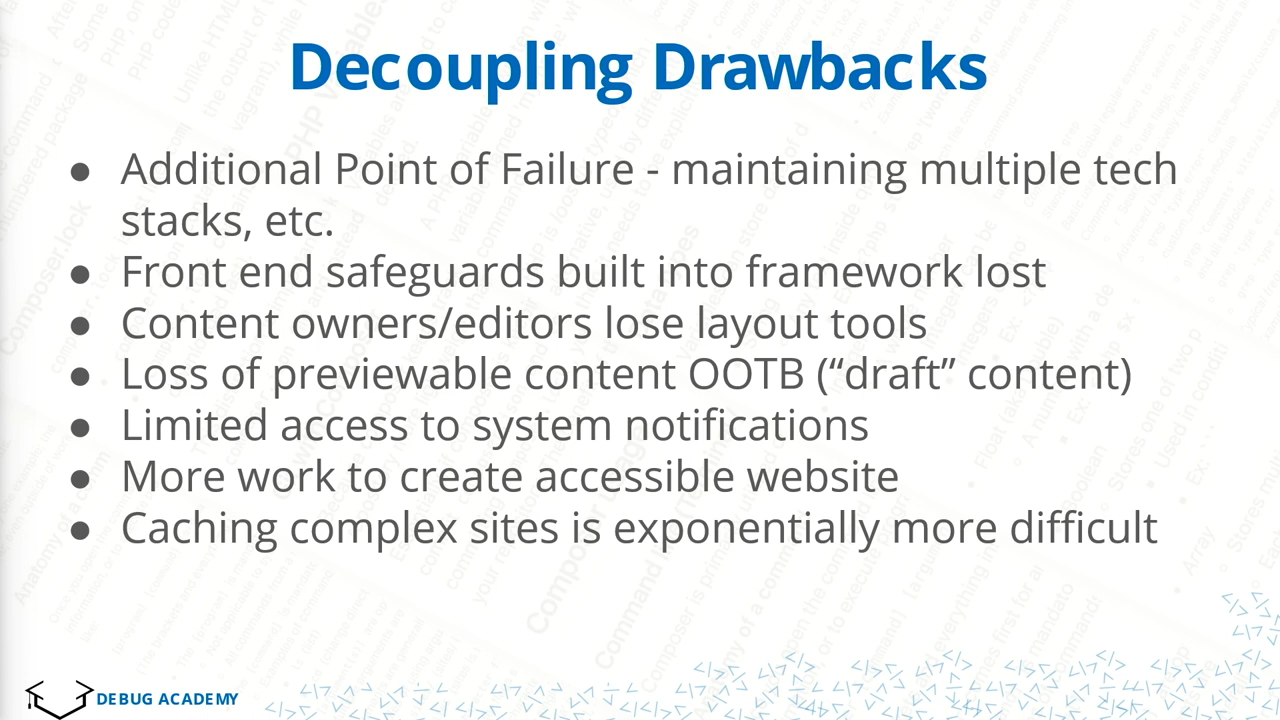 Decoupling Drawbacks
● Additional Point of Failure - maintaining multiple tech
stacks, etc.
● Front end safeguards built into framework lost
● Content owners/editors lose layout tools
● Loss of previewable content OOTB (“draft” content)
● Limited access to system notifications
● More work to create accessible website
● Caching complex sites is exponentially more difficult
DEBUG ACADEMY